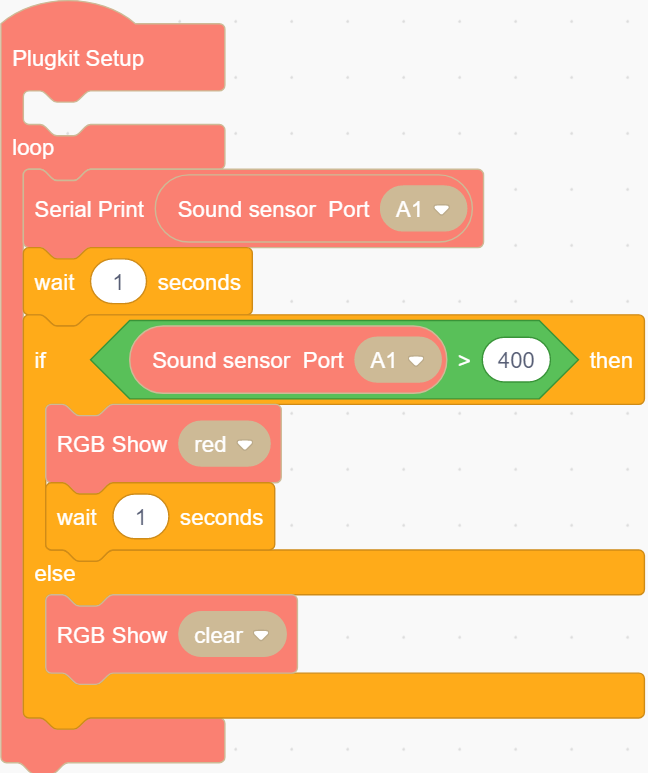 Plugkit Setup
loop
Serial Print Sound sensor Port A1
wait 1 seconds
if Sound sensor Port A1 > 400 then
RGB Show red
wait 1 seconds
else
RGB Show clear